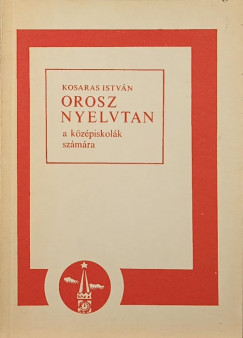 KOSARAS ISTVÁN
OROSZ
NYELVTAN
a középiskolák
számára